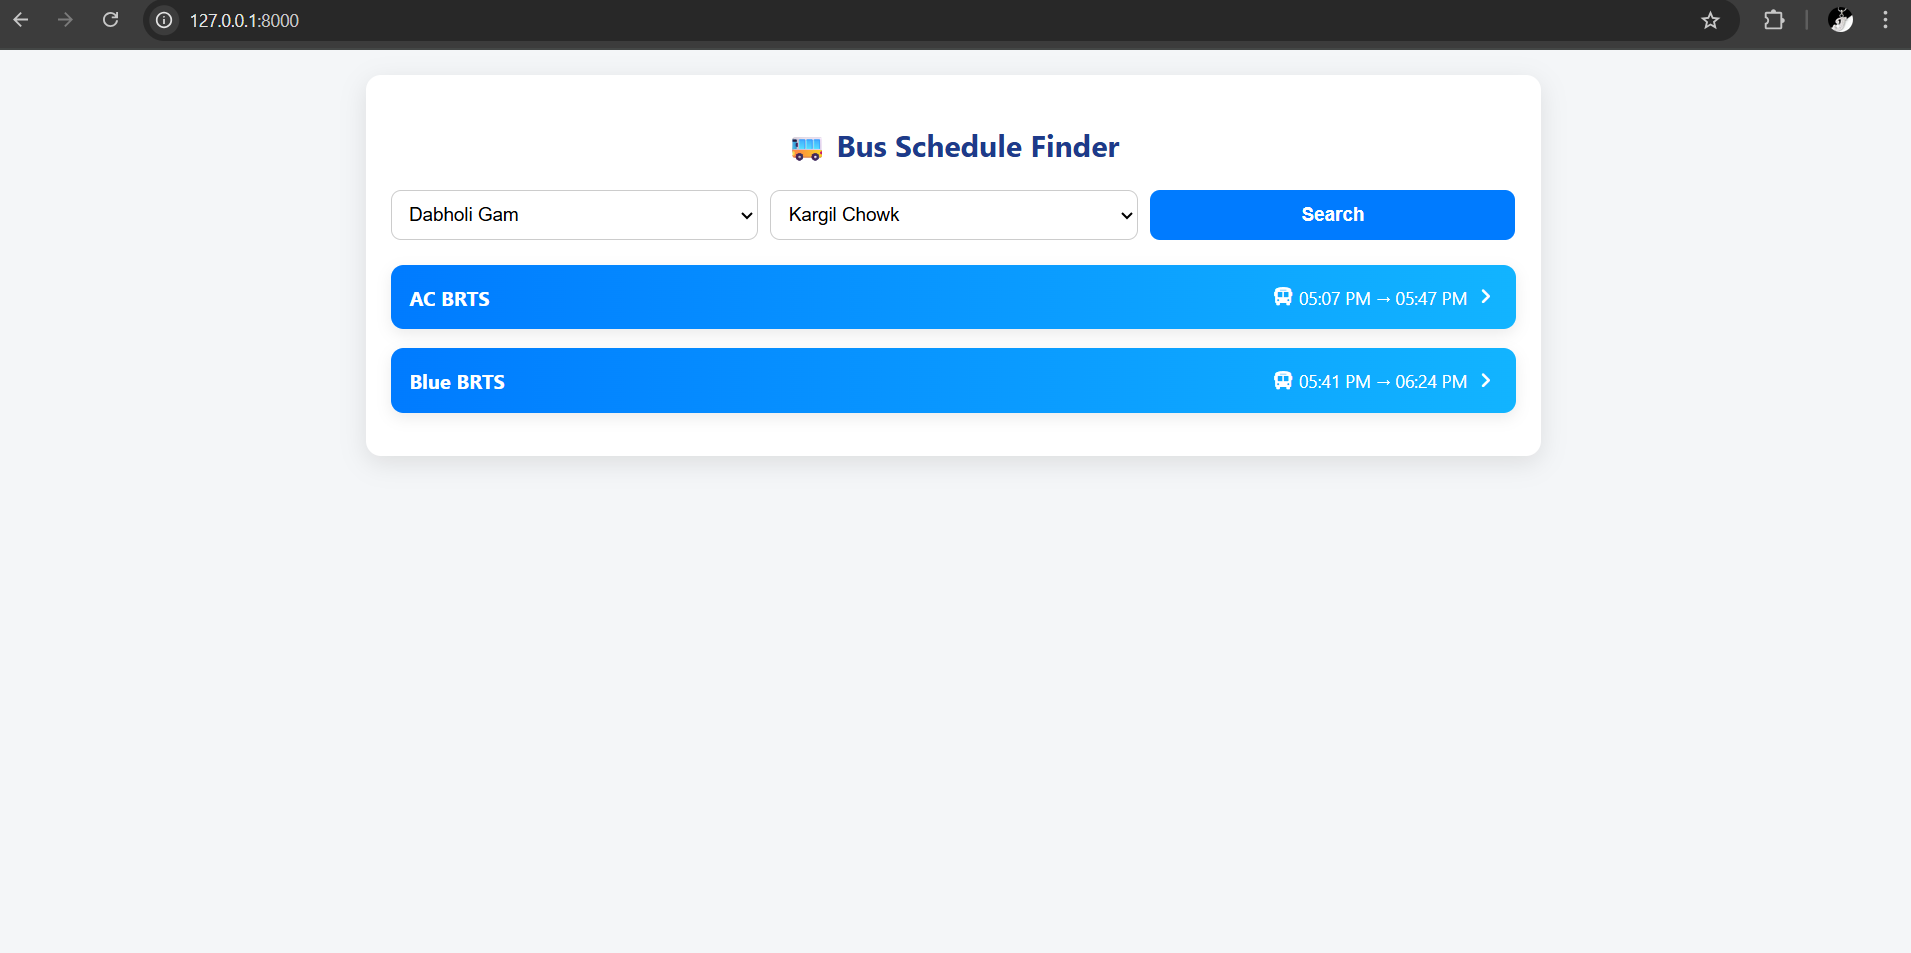 127.0.0.1:8000
Bus Schedule Finder
Dabholi Gam Kargil Chowk Search
AC BRTS 05:07 PM → 05:47 PM
Blue BRTS 05:41 PM → 06:24 PM